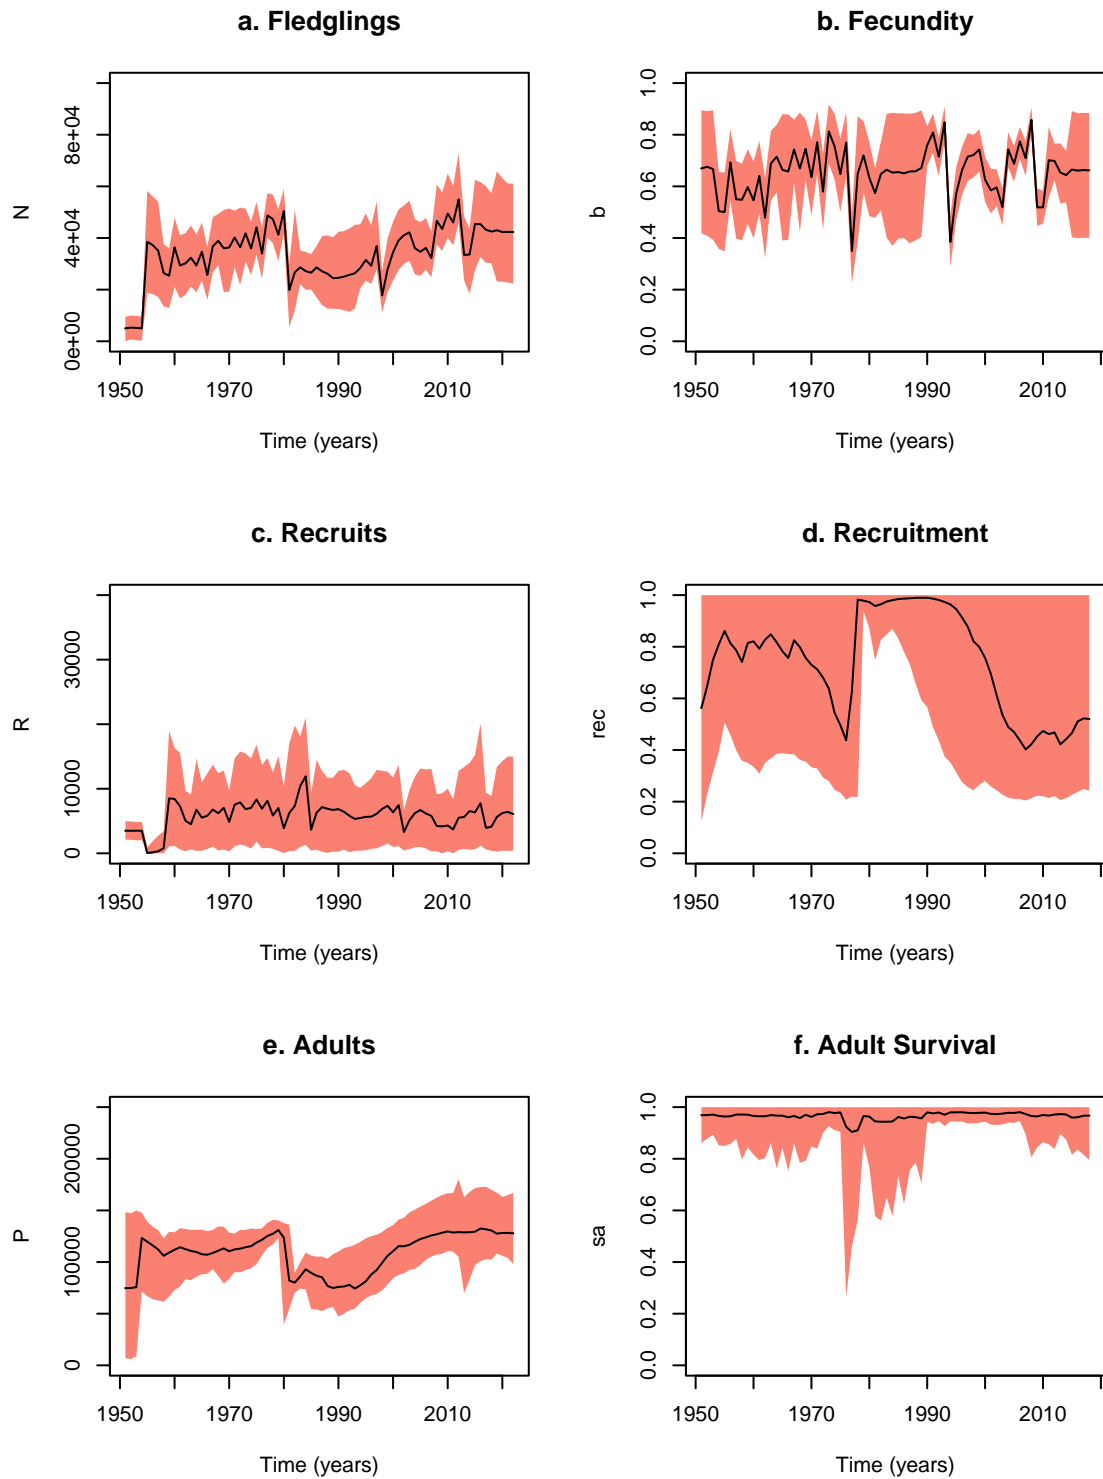 a. Fledglings
N
0e+00 4e+04 8e+04
1950 1970 1990 2010
Time (years)
b. Fecundity
b
0.0 0.2 0.4 0.6 0.8 1.0
1950 1970 1990 2010
Time (years)
c. Recruits
R
0 10000 30000
1950 1970 1990 2010
Time (years)
d. Recruitment
rec
0.0 0.2 0.4 0.6 0.8 1.0
1950 1970 1990 2010
Time (years)
e. Adults
P
0 100000 200000
1950 1970 1990 2010
Time (years)
f. Adult Survival
sa
0.0 0.2 0.4 0.6 0.8 1.0
1950 1970 1990 2010
Time (years)